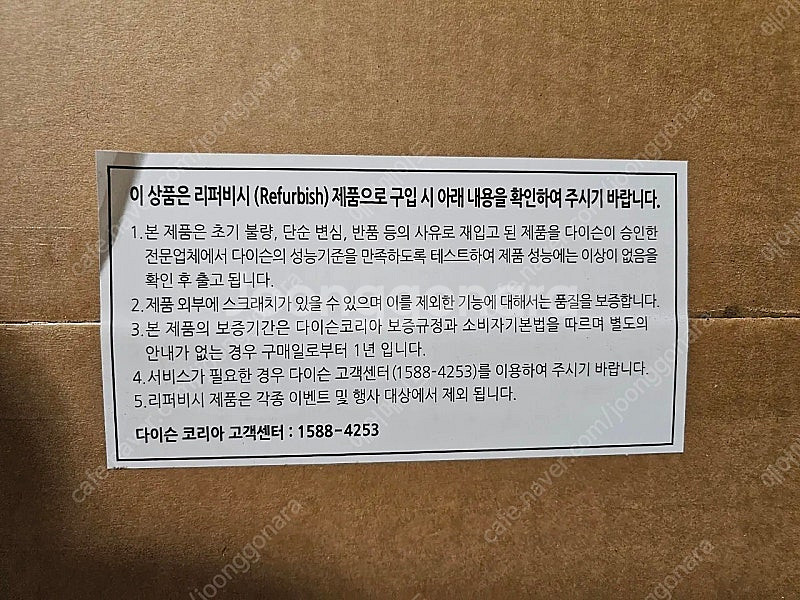 이 상품은 리퍼비시 (Refurbish) 제품으로 구입 시 아래 내용을 확인하여 주시기 바랍니다.
1.본 제품은 초기 불량, 단순 변심, 반품 등의 사유로 재입고 된 제품을 다이슨이 승인한
전문업체에서 다이슨의 성능기준을 만족하도록 테스트하여 제품 성능에는 이상이 없음을
확인 후 출고 됩니다.
2.제품 외부에 스크래치가 있을 수 있으며 이를 제외한 기능에 대해서는 품질을 보증합니다.
3.본 제품의 보증기간은 다이슨코리아 보증규정과 소비자기본법을 따르며 별도의
안내가 없는 경우 구매일로부터 1년 입니다.
4.서비스가 필요한 경우 다이슨 고객센터(1588-4253)를 이용하여 주시기 바랍니다.
5.리퍼비시 제품은 각종 이벤트 및 행사 대상에서 제외 됩니다.
다이슨 코리아 고객센터 : 1588-4253
joonggonara
cafe.naver.com/joonggonara